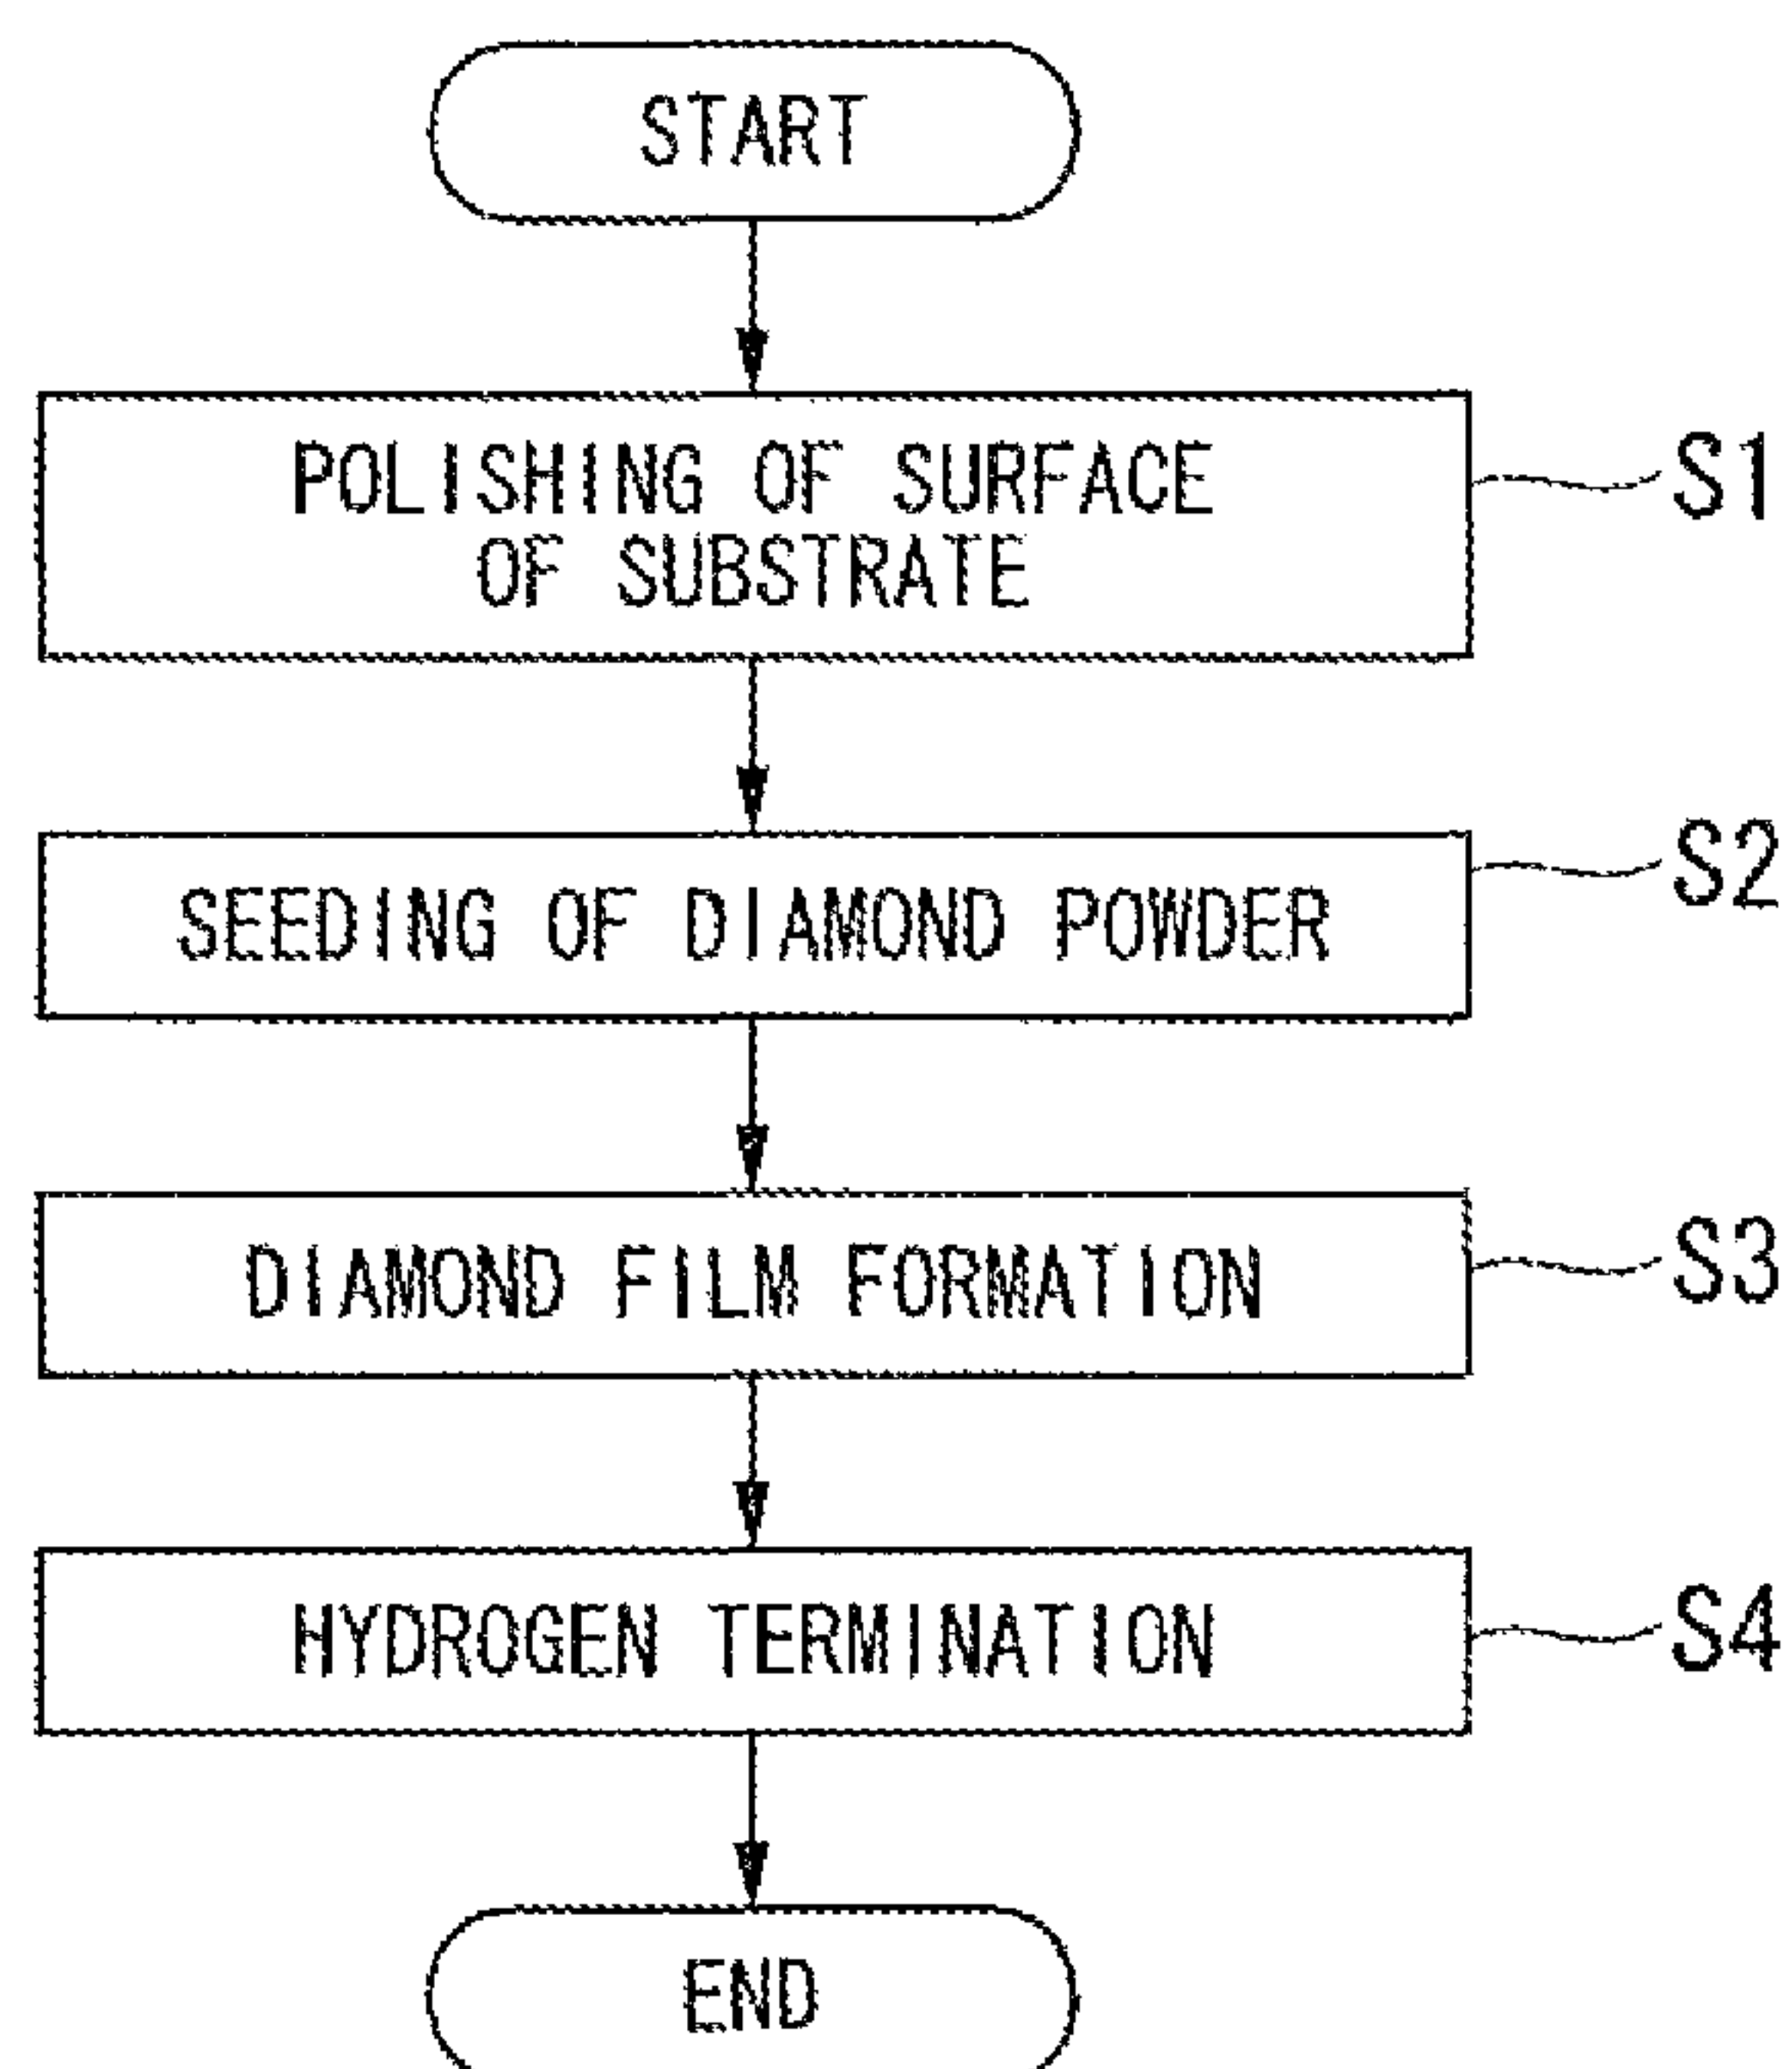 START
POLISHING OF SURFACE
OF SUBSTRATE
S1
SEEDING OF DIAMOND POWDER
S2
DIAMOND FILM FORMATION
S3
HYDROGEN TERMINATION
S4
END